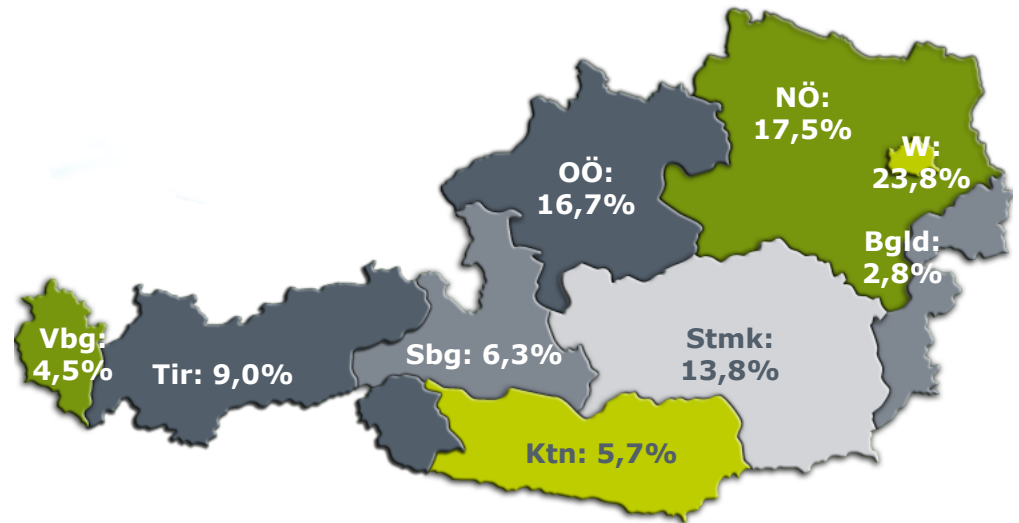 NÖ:
17,5%
W:
23,8%
OÖ:
16,7%
Bgld:
2,8%
Vbg:
4,5%
Tir: 9,0%
Sbg: 6,3%
Stmk:
13,8%
Ktn: 5,7%